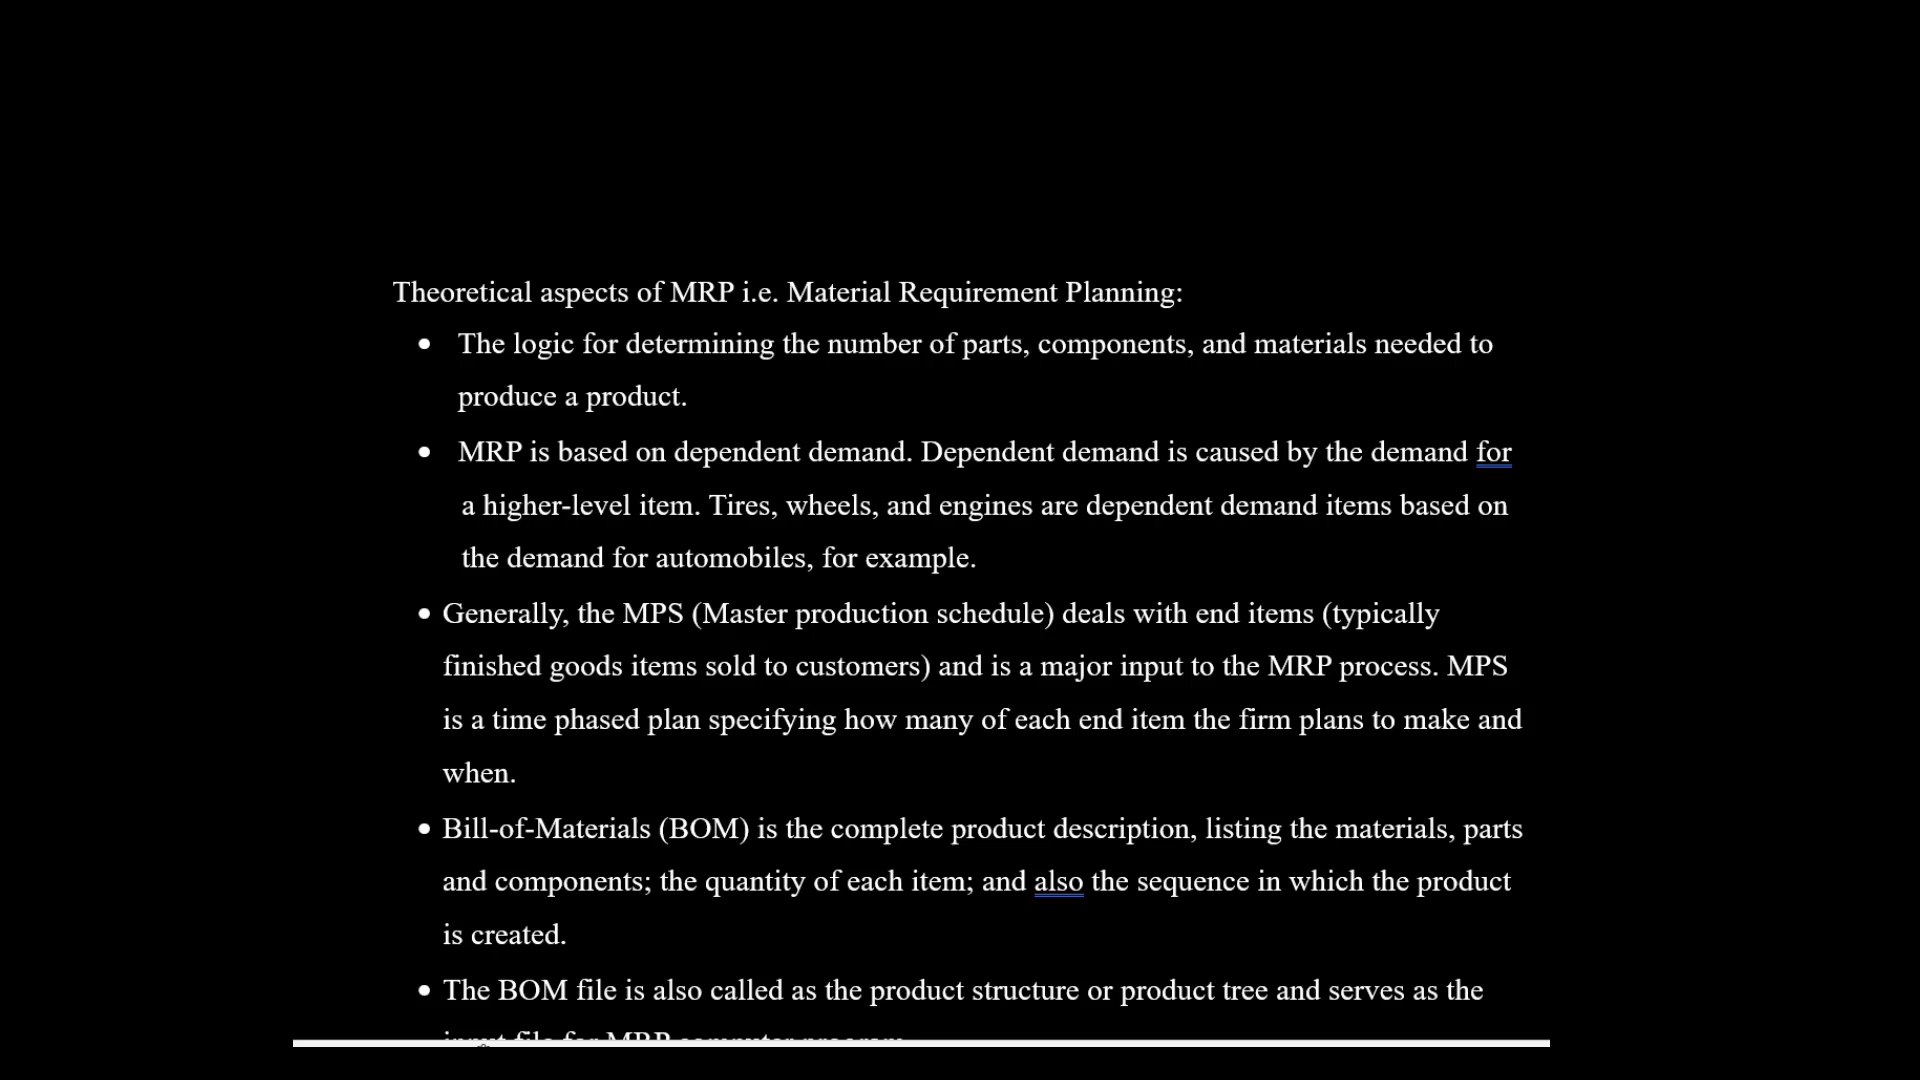 Theoretical aspects of MRP i.e. Material Requirement Planning:
• The logic for determining the number of parts, components, and materials needed to
produce a product.
• MRP is based on dependent demand. Dependent demand is caused by the demand for
a higher-level item. Tires, wheels, and engines are dependent demand items based on
the demand for automobiles, for example.
• Generally, the MPS (Master production schedule) deals with end items (typically
finished goods items sold to customers) and is a major input to the MRP process. MPS
is a time phased plan specifying how many of each end item the firm plans to make and
when.
• Bill-of-Materials (BOM) is the complete product description, listing the materials, parts
and components; the quantity of each item; and also the sequence in which the product
is created.
• The BOM file is also called as the product structure or product tree and serves as the
input file for MRP computer program